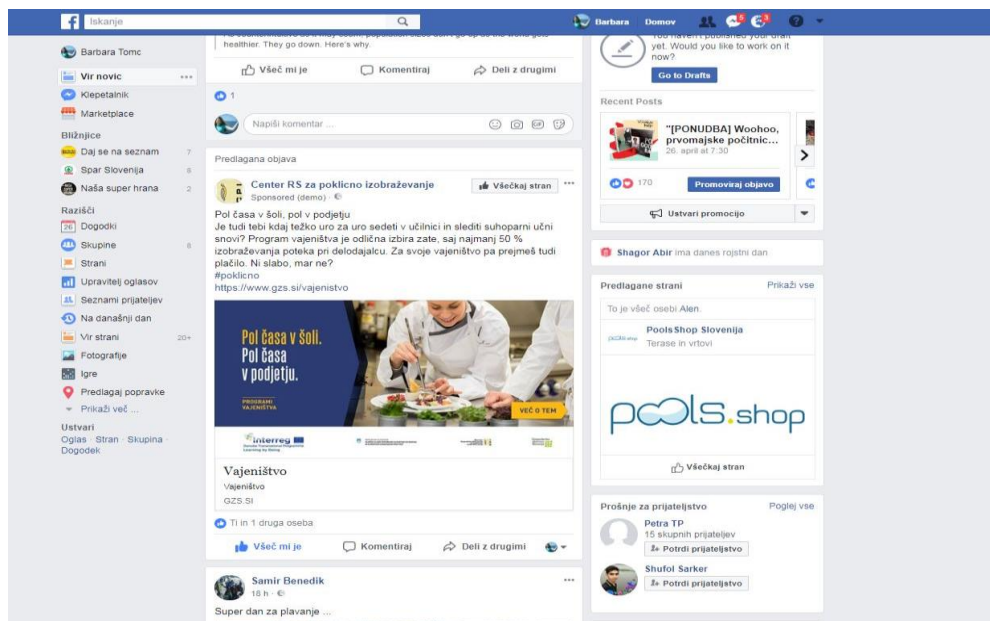 Iskanje
Barbara
Domov
Barbara Tomc
Vir novic
Klepetalnik
Marketplace
Bližnjice
Daj se na seznam 7
Spar Slovenija 8
Naša super hrana 2
Razišči
Dogodki
Skupine 6
Strani
Upravitelj oglasov
Seznami prijateljev
Na današnji dan
Vir strani 20+
Fotografije
Igre
Predlagaj popravke
Prikaži več ...
Ustvari
Oglas · Stran · Skupina ·
Dogodek
healthier. They go down. Here's why.
Všeč mi je Komentiraj Deli z drugimi
1
Napiši komentar ...
Predlagana objava
Center RS za poklicno izobraževanje
Všečkaj stran
Sponsored (demo) ·
Pol časa v šoli, pol v podjetju
Je tudi tebi kdaj težko uro za uro sedeti v učilnici in slediti suhoparni učni
snovi? Program vajeništva je odlična izbira zate, saj najmanj 50 %
izobraževanja poteka pri delodajalcu. Za svoje vajeništvo pa prejmeš tudi
plačilo. Ni slabo, mar ne?
#poklicno
https://www.gzs.si/vajenistvo
Pol časa v šoli.
Pol časa
v podjetju.
PROGRAMI
VAJENIŠTVA
VEČ O TEM
interreg
Vajeništvo
Vajeništvo
GZS.SI
Ti in 1 druga oseba
Všeč mi je Komentiraj Deli z drugimi
Samir Benedik
18 h ·
Super dan za plavanje ...
You haven't published your draft
yet. Would you like to work on it
now?
Go to Drafts
Recent Posts
"[PONUDBA] Woohoo,
prvomajske počitnic...
26. april at 7:30
170
Promoviraj objavo
Ustvari promocijo
Shagor Abir ima danes rojstni dan
Predlagane strani Prikaži vse
To je všeč osebi Alen.
PoolsShop Slovenija
Terase in vrtovi
pools.shop
Všečkaj stran
Prošnje za prijateljstvo Poglej vse
Petra TP
15 skupnih prijateljev
Potrdi prijateljstvo
Shufol Sarker
Potrdi prijateljstvo